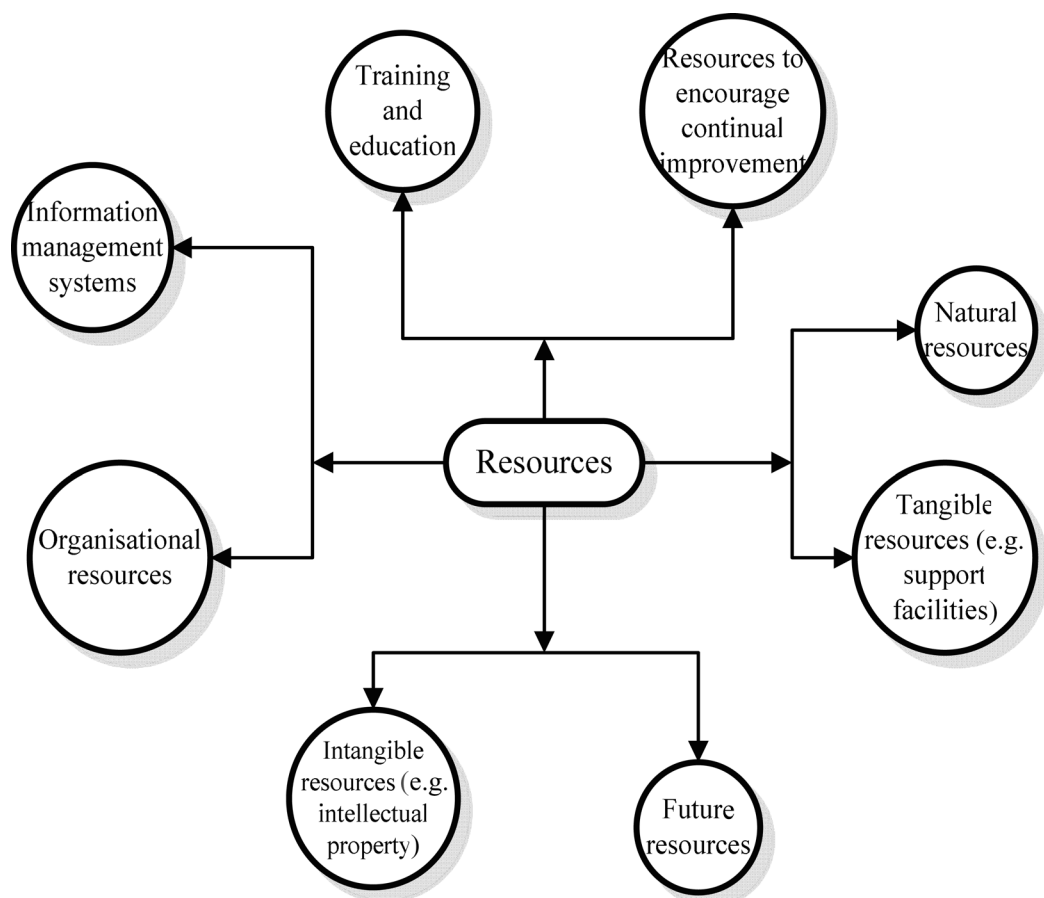 Training
and
education
Resources to
encourage
continual
improvement
Information
management
systems
Natural
resources
Resources
Organisational
resources
Tangible
resources (e.g.
support
facilities)
Intangible
resources (e.g.
intellectual
property)
Future
resources